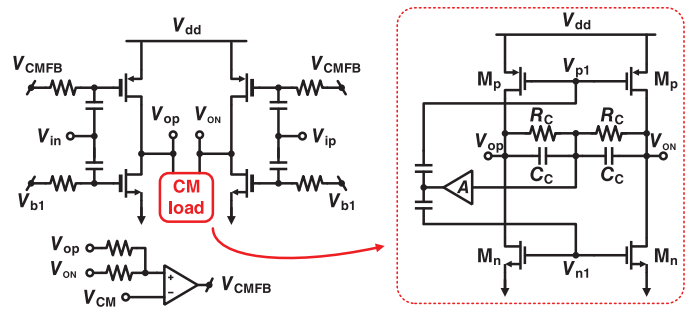 Vdd
VCMFB
VCMFB
Vin
Vop
VON
Vip
Vb1
CM
load
Vb1
Vop
VON
+
−
VCM
VCMFB
Vdd
Mp
Vp1
Mp
RC
RC
Vop
VON
CC
CC
A
Mn
Vn1
Mn